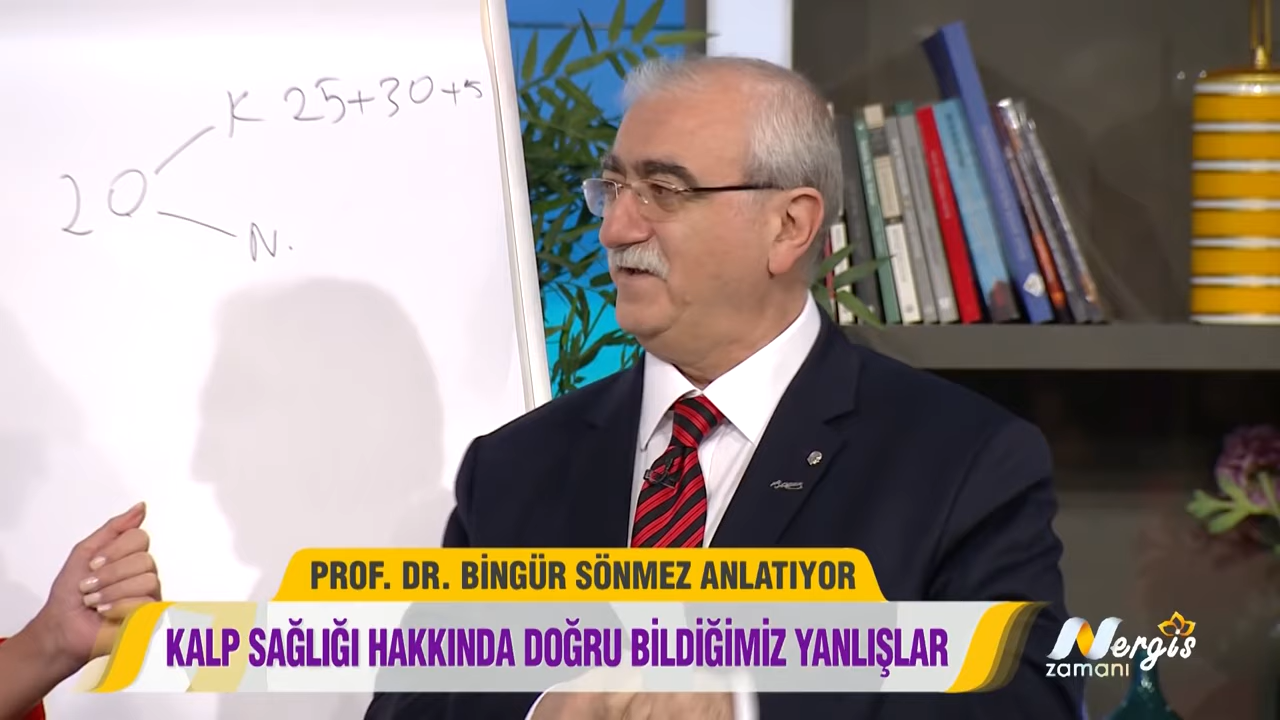 K 25+30+5
20
N.
PROF. DR. BİNGÜR SÖNMEZ ANLATIYOR
KALP SAĞLIĞI HAKKINDA DOĞRU BİLDİĞİMİZ YANLIŞLAR
Nergis
zamanı